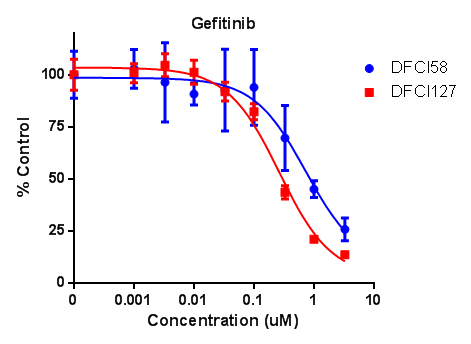 Gefitinib
DFCI58
DFCI127
% Control
100
75
50
25
0
0 0.001 0.01 0.1 1 10
Concentration (uM)